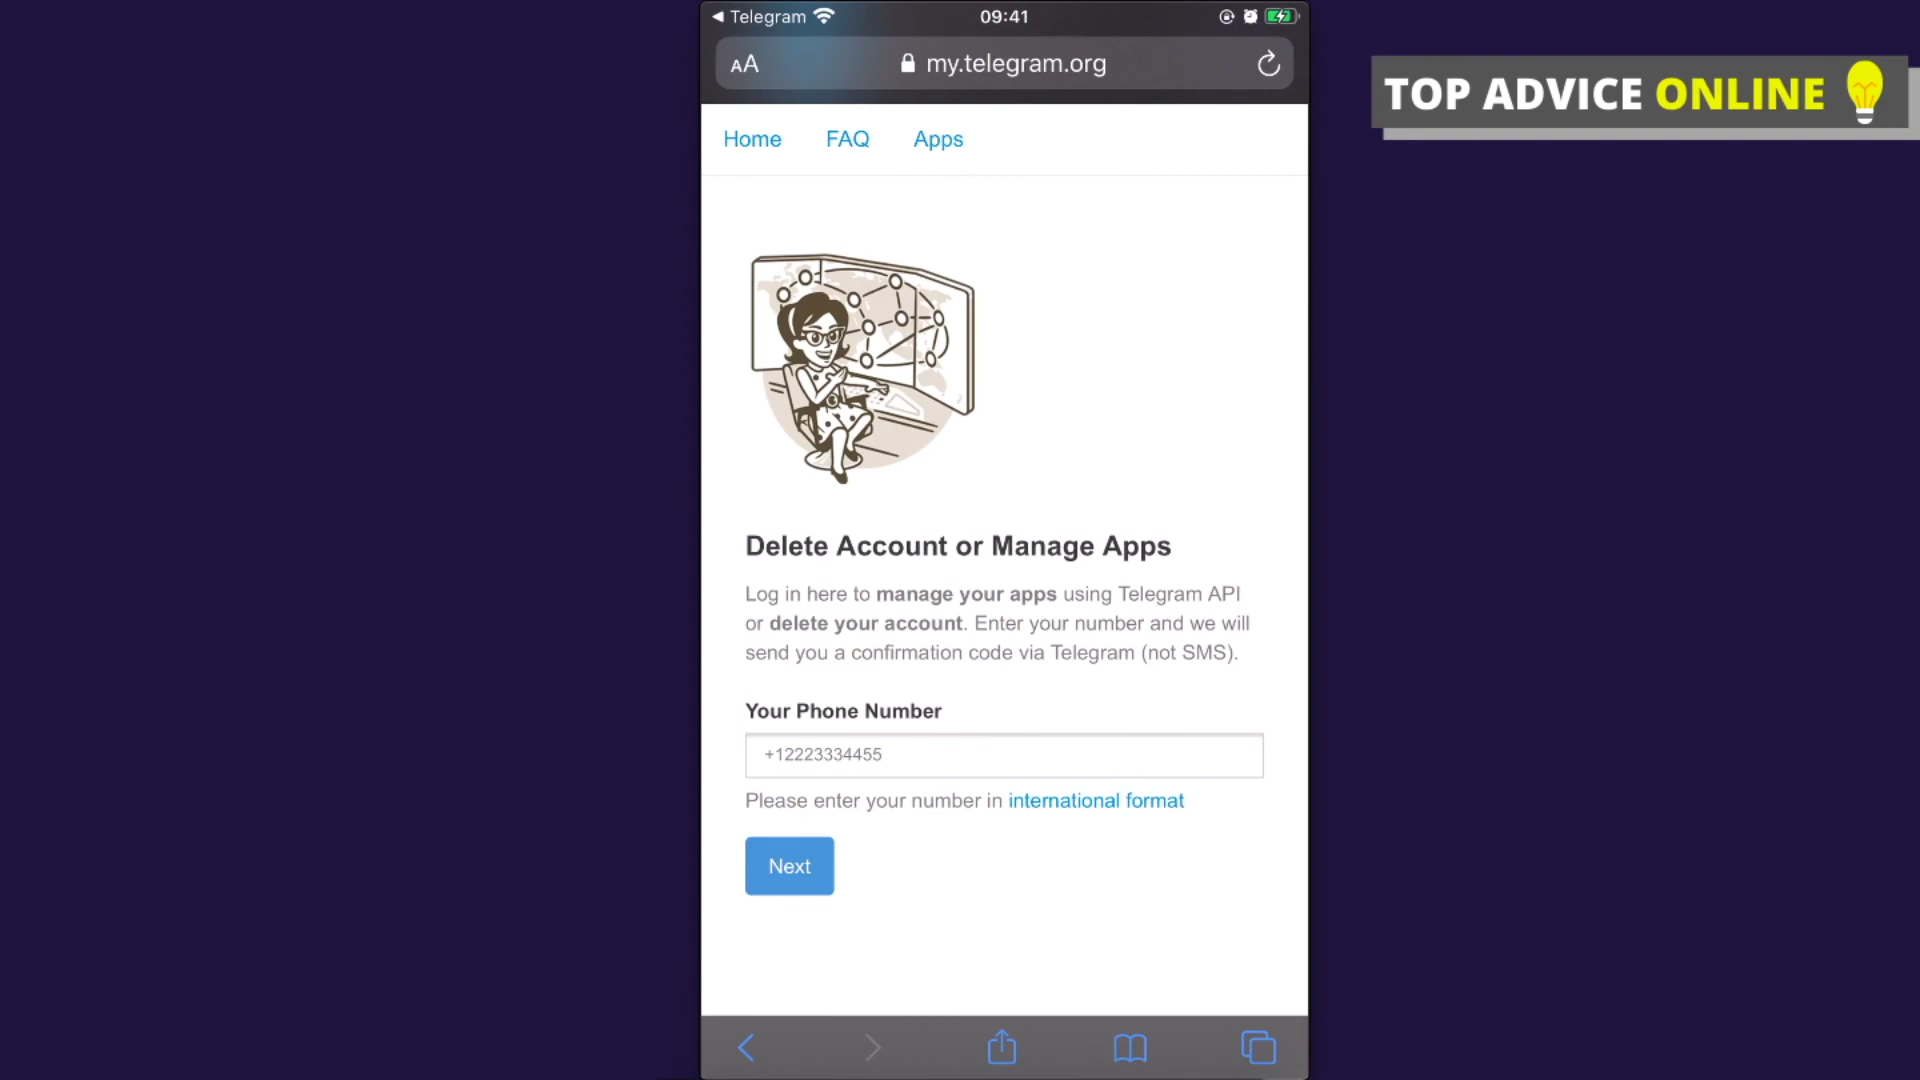 Telegram
09:41
AA
my.telegram.org
TOP ADVICE ONLINE
Home
FAQ
Apps
Delete Account or Manage Apps
Log in here to manage your apps using Telegram API
or delete your account. Enter your number and we will
send you a confirmation code via Telegram (not SMS).
Your Phone Number
+12223334455
Please enter your number in international format
Next